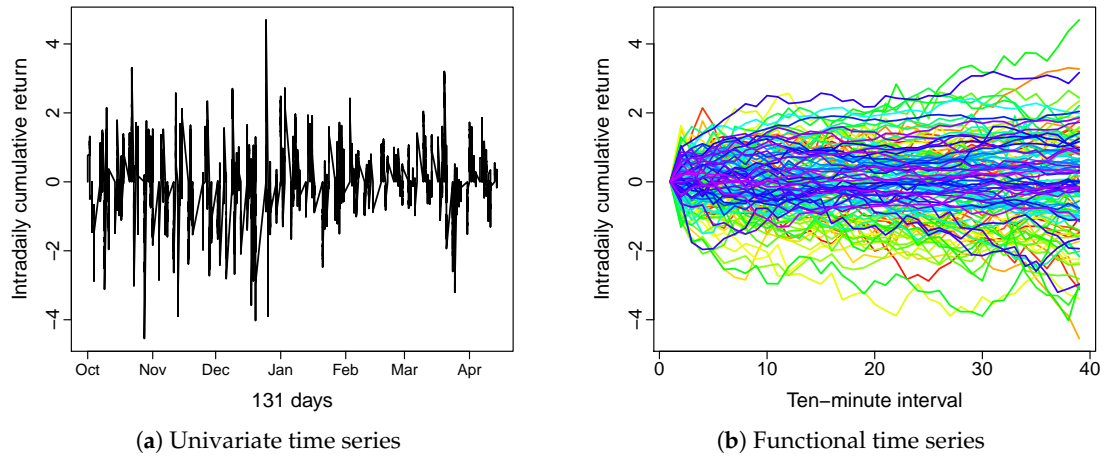 Intradaily cumulative return
4
2
0
−2
−4
Oct Nov Dec Jan Feb Mar Apr
131 days
(a) Univariate time series
Intradaily cumulative return
4
2
0
−2
−4
0 10 20 30 40
Ten−minute interval
(b) Functional time series